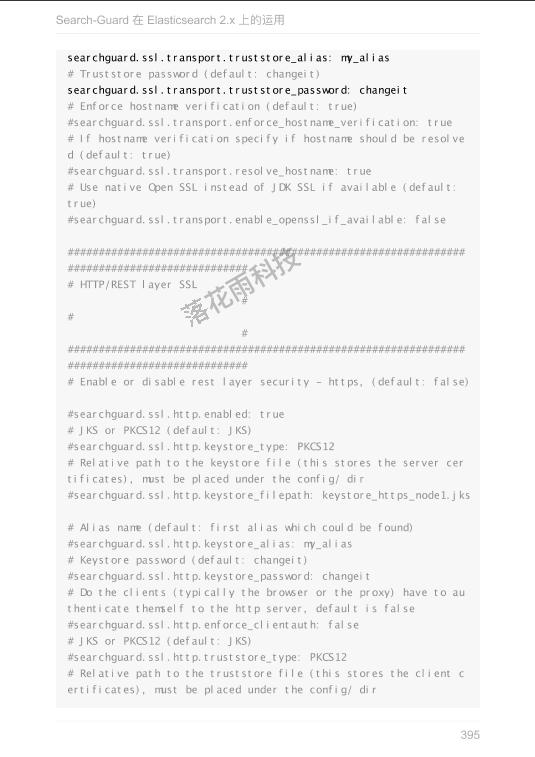 Search-Guard 在 Elasticsearch 2.x 上的运用
searchguard.ssl.transport.truststore_alias: my_alias
# Truststore password (default: changeit)
searchguard.ssl.transport.truststore_password: changeit
# Enforce hostname verification (default: true)
#searchguard.ssl.transport.enforce_hostname_verification: true
# If hostname verification specify if hostname should be resolve
d (default: true)
#searchguard.ssl.transport.resolve_hostname: true
# Use native Open SSL instead of JDK SSL if available (default:
true)
#searchguard.ssl.transport.enable_openssl_if_available: false
################################################################
#############################
# HTTP/REST layer SSL
#
#
#
################################################################
#############################
# Enable or disable rest layer security - https, (default: false)
#searchguard.ssl.http.enabled: true
# JKS or PKCS12 (default: JKS)
#searchguard.ssl.http.keystore_type: PKCS12
# Relative path to the keystore file (this stores the server cer
tificates), must be placed under the config/ dir
#searchguard.ssl.http.keystore_filepath: keystore_https_node1.jks
# Alias name (default: first alias which could be found)
#searchguard.ssl.http.keystore_alias: my_alias
# Keystore password (default: changeit)
#searchguard.ssl.http.keystore_password: changeit
# Do the clients (typically the browser or the proxy) have to au
thenticate themself to the http server, default is false
#searchguard.ssl.http.enforce_clientauth: false
# JKS or PKCS12 (default: JKS)
#searchguard.ssl.http.truststore_type: PKCS12
# Relative path to the truststore file (this stores the client c
ertificates), must be placed under the config/ dir
落花雨科技
395